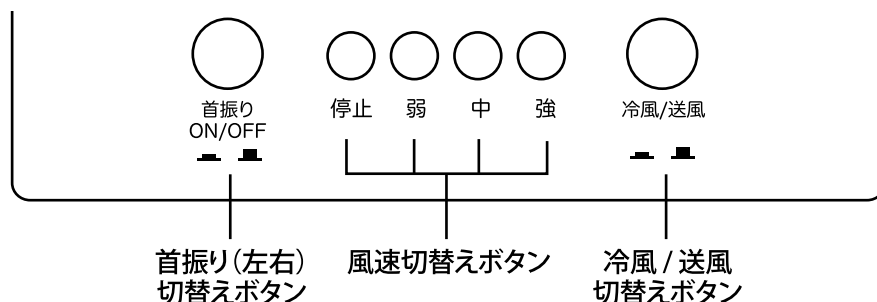 首振り
ON/OFF
停止
弱
中
強
冷風/送風
首振り（左右）
切替えボタン
風速切替えボタン
冷風 / 送風
切替えボタン